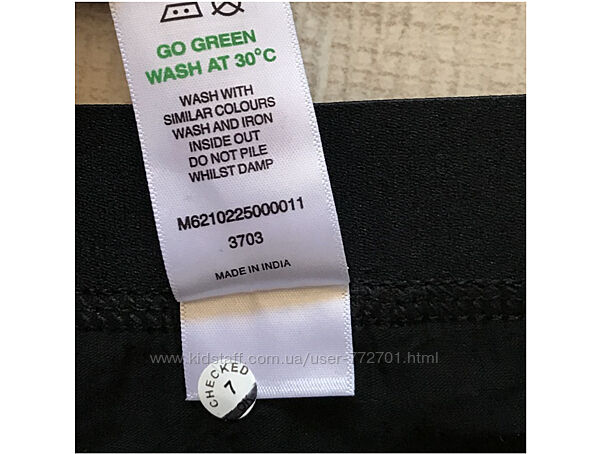 GO GREEN
WASH AT 30°C
WASH WITH
SIMILAR COLOURS
WASH AND IRON
INSIDE OUT
DO NOT PILE
WHILST DAMP
M6210225000011
3703
MADE IN INDIA
www.kidstaff.com.ua/user-772701.html
CHECKED
7